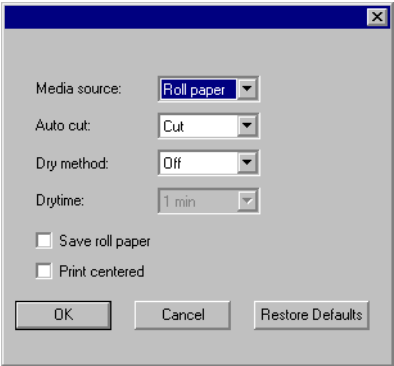 Media source: Roll paper
Auto cut: Cut
Dry method: Off
Drytime: 1 min
Save roll paper
Print centered
OK Cancel Restore Defaults